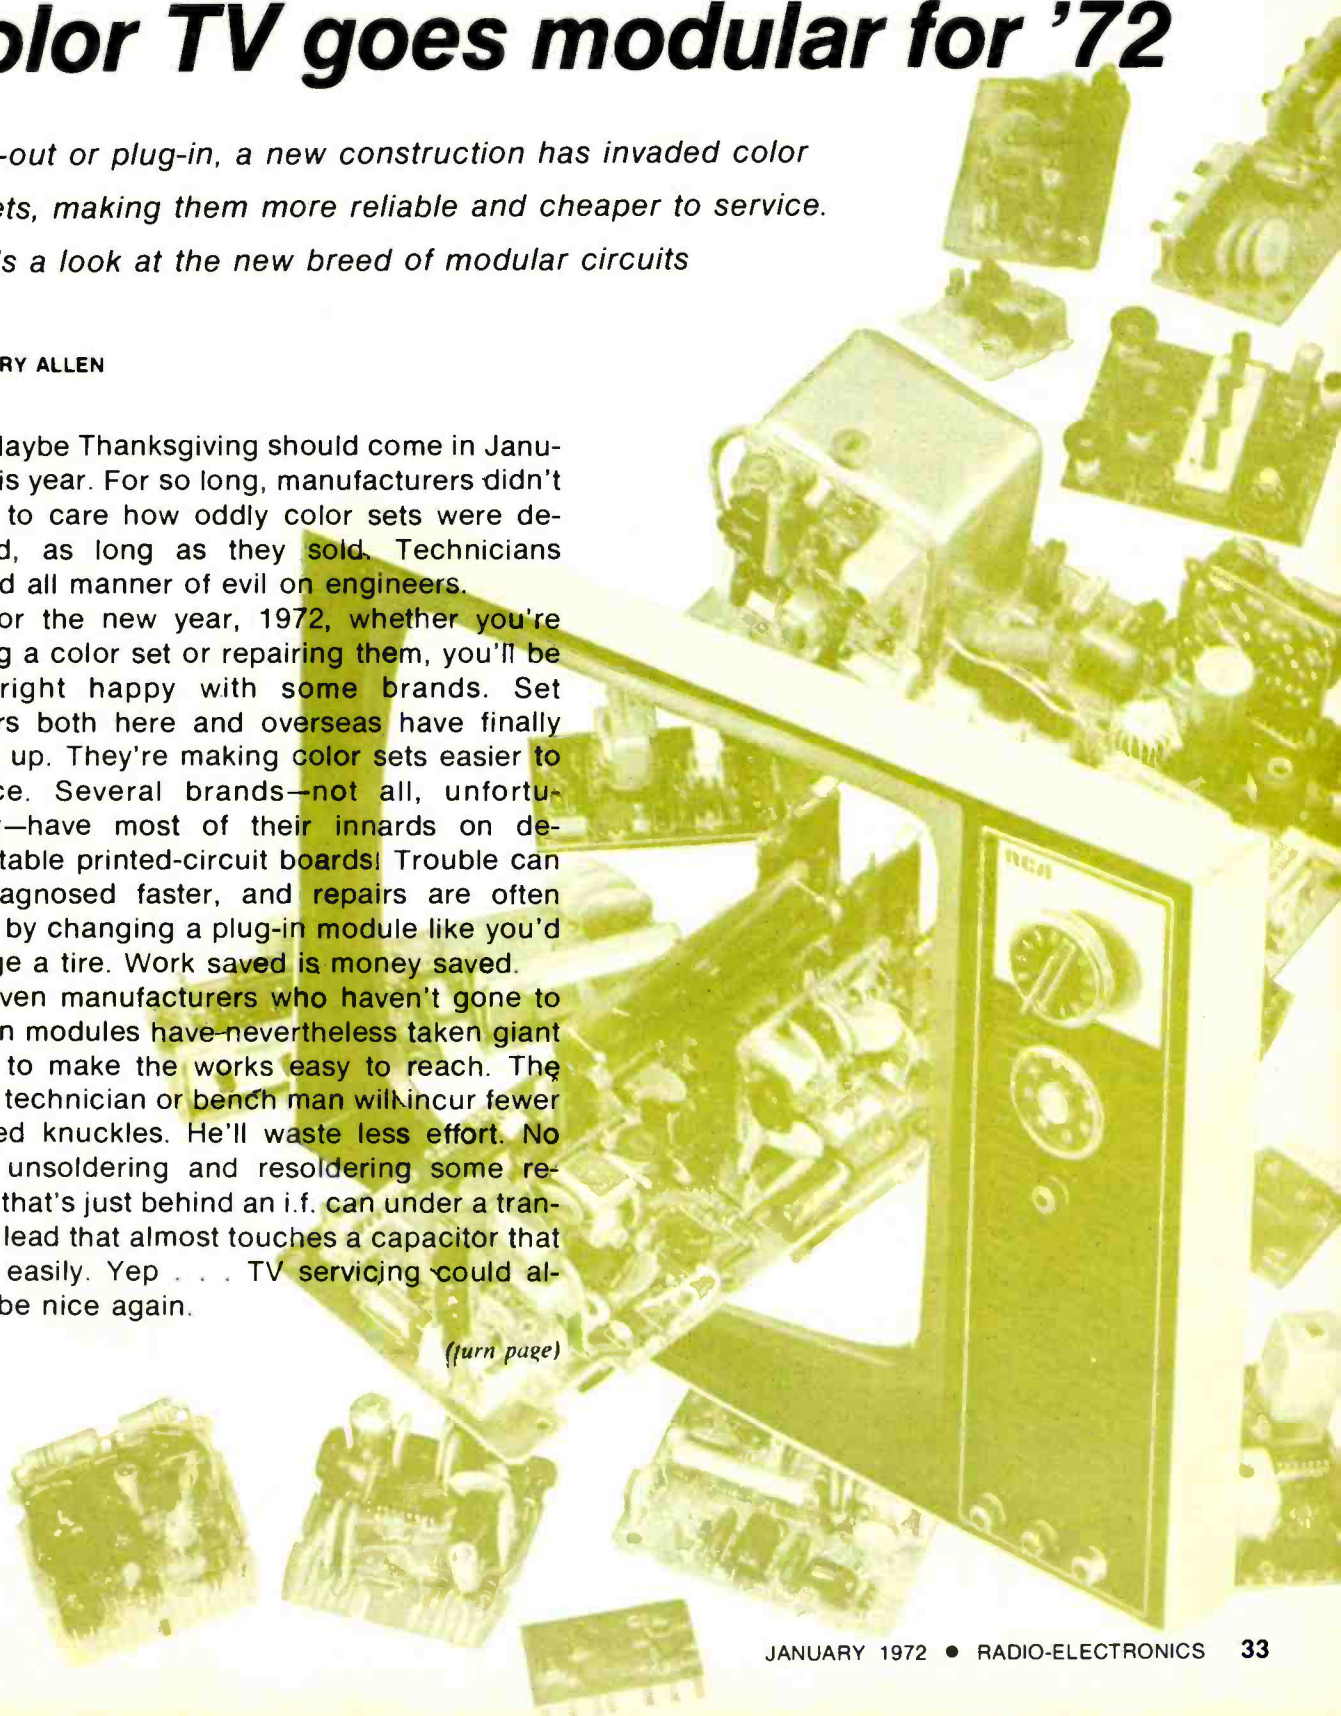 olor TV goes modular for ’72
-out or plug-in, a new construction has invaded color
ets, making them more reliable and cheaper to service.
's a look at the new breed of modular circuits
RY ALLEN
laybe Thanksgiving should come in Janu-
is year. For so long, manufacturers didn't
to care how oddly color sets were de-
d, as long as they sold. Technicians
d all manner of evil on engineers.
or the new year, 1972, whether you're
g a color set or repairing them, you'll be
right happy with some brands. Set
rs both here and overseas have finally
up. They're making color sets easier to
ce. Several brands—not all, unfortu-
—have most of their innards on de-
table printed-circuit boards! Trouble can
agnosed faster, and repairs are often
by changing a plug-in module like you'd
ge a tire. Work saved is money saved.
ven manufacturers who haven't gone to
n modules have nevertheless taken giant
to make the works easy to reach. The
technician or bench man will incur fewer
ed knuckles. He'll waste less effort. No
unsoldering and resoldering some re-
that's just behind an i.f. can under a tran-
lead that almost touches a capacitor that
easily. Yep . . . TV servicing could al-
be nice again.
(turn page)
RCA
JANUARY 1972 ● RADIO-ELECTRONICS 33